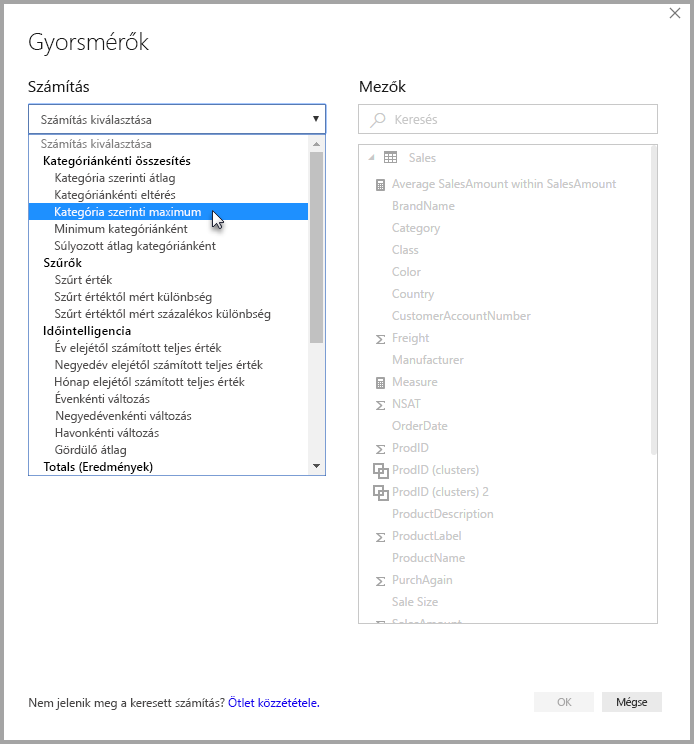 Gyorsmérők
Számítás
Számítás kiválasztása
Számítás kiválasztása
Kategóriánkénti összesítés
Kategória szerinti átlag
Kategóriánkénti eltérés
Kategória szerinti maximum
Minimum kategóriánként
Súlyozott átlag kategóriánként
Szűrők
Szűrt érték
Szűrt értéktől mért különbség
Szűrt értéktől mért százalékos különbség
Időintelligencia
Év elejétől számított teljes érték
Negyedév elejétől számított teljes érték
Hónap elejétől számított teljes érték
Évenkénti változás
Negyedévenkénti változás
Havonkénti változás
Gördülő átlag
Totals (Eredmények)
Mezők
Keresés
Sales
Average SalesAmount within SalesAmount
BrandName
Category
Class
Color
Country
CustomerAccountNumber
Freight
Manufacturer
Measure
NSAT
OrderDate
ProdID
ProdID (clusters)
ProdID (clusters) 2
ProductDescription
ProductLabel
ProductName
PurchAgain
Sale Size
SalesAmount
Nem jelenik meg a keresett számítás? Ötlet közzététele.
OK
Mégse